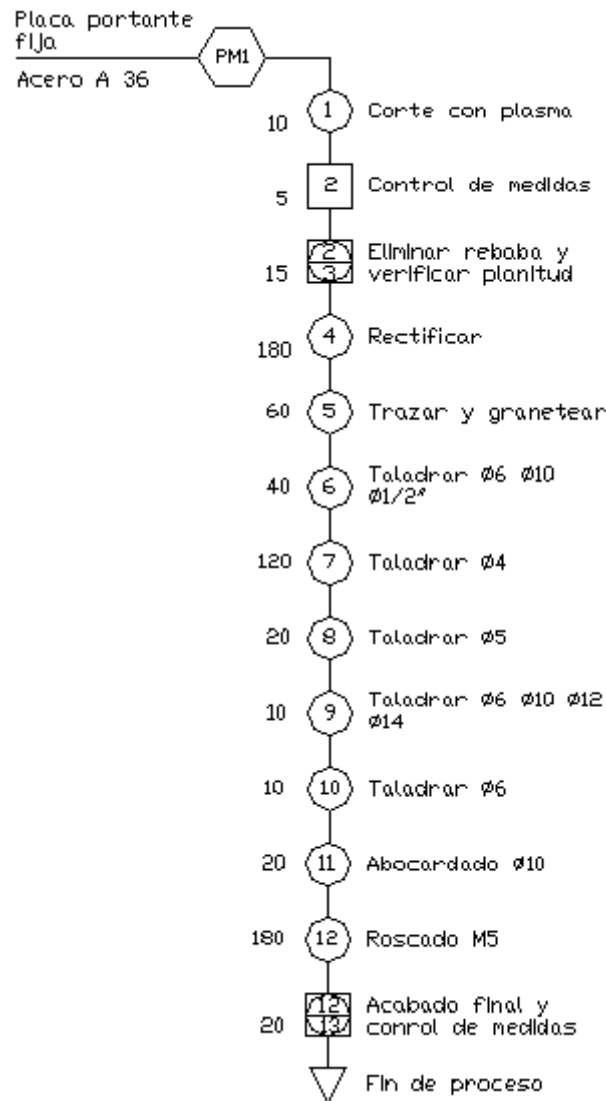 Placa portante
fija
PM1
Acero A 36
10 1 Corte con plasma
5 2 Control de medidas
2 Eliminar rebaba y
15 3 verificar planitud
180 4 Rectificar
60 5 Trazar y granetear
40 6 Taladrar Ø6 Ø10
Ø1/2"
120 7 Taladrar Ø4
20 8 Taladrar Ø5
10 9 Taladrar Ø6 Ø10 Ø12
Ø14
10 10 Taladrar Ø6
20 11 Abocardado Ø10
180 12 Roscado M5
12 Acabado final y
20 13 conrol de medidas
Fin de proceso